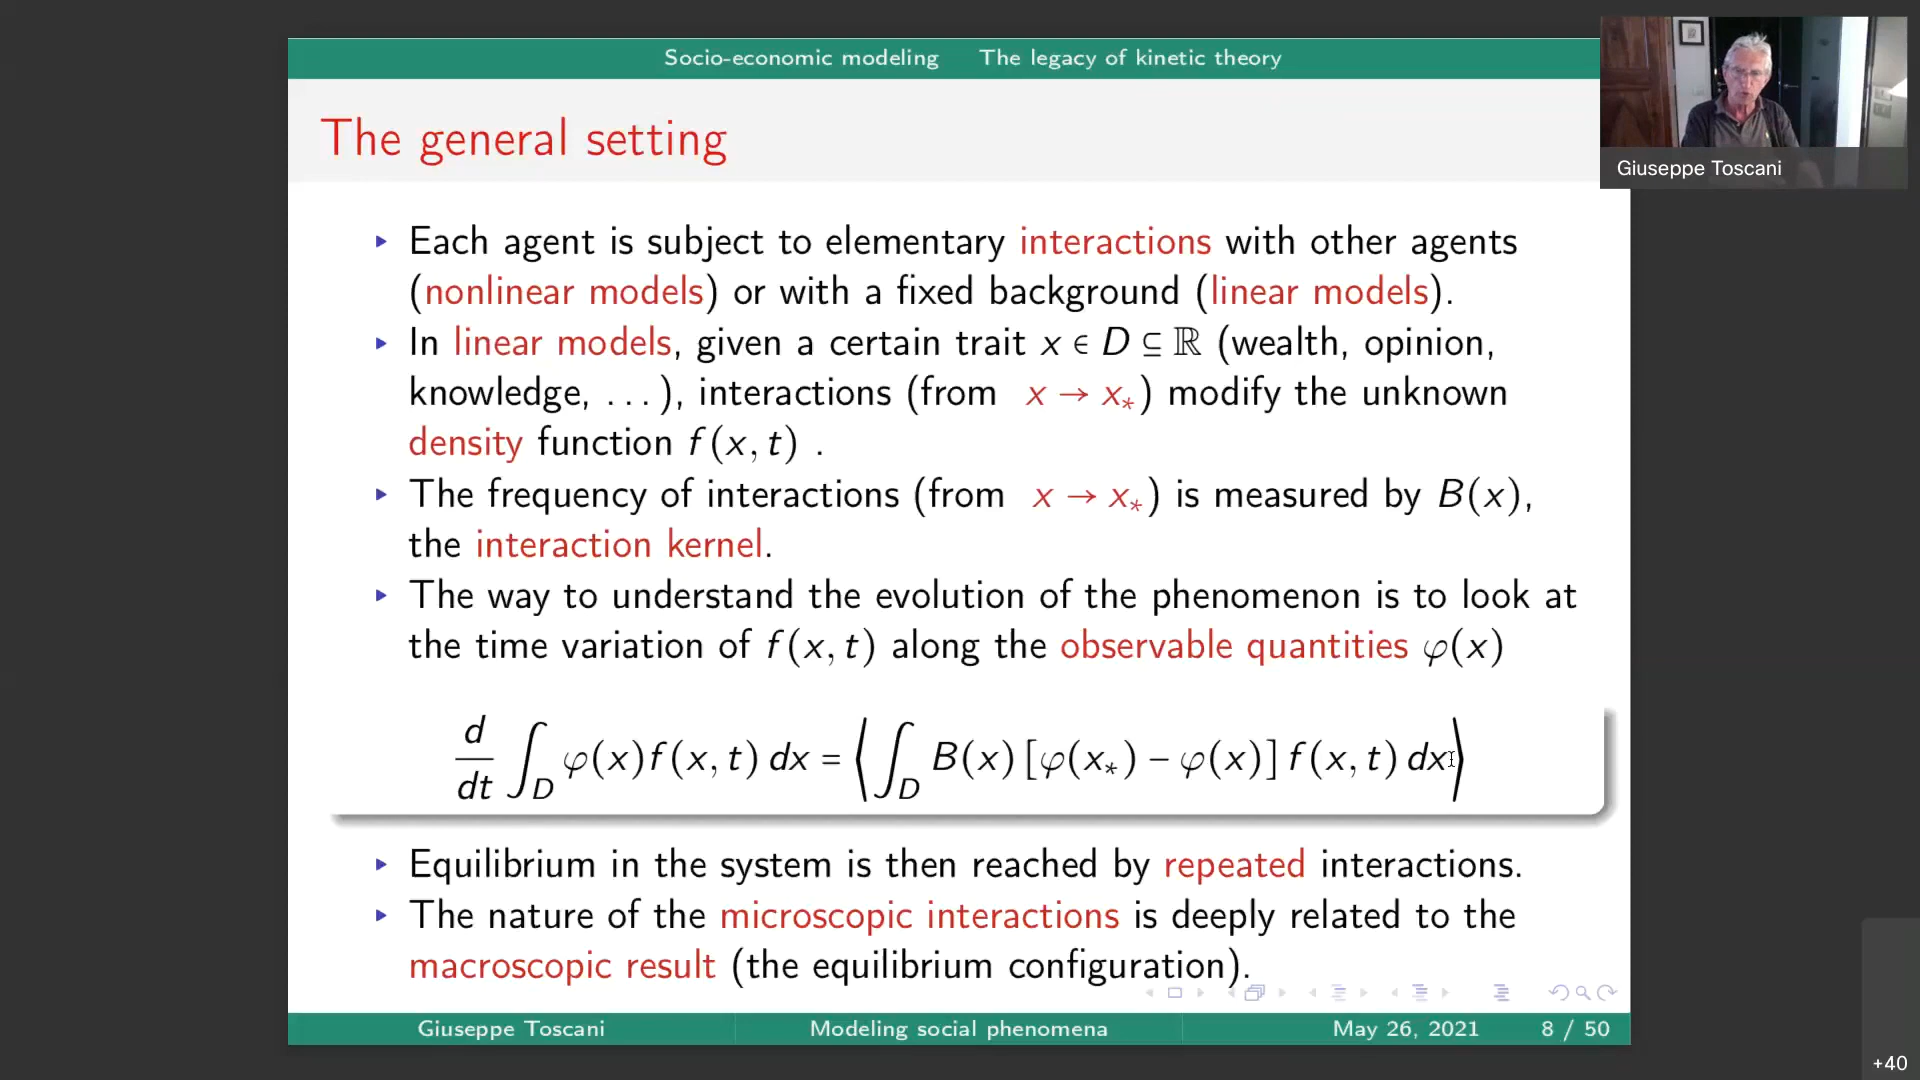 Socio-economic modeling The legacy of kinetic theory
Giuseppe Toscani
The general setting
▸ Each agent is subject to elementary interactions with other agents
(nonlinear models) or with a fixed background (linear models).
▸ In linear models, given a certain trait x ∈ D ⊆ ℝ (wealth, opinion,
knowledge, ...), interactions (from x → x_*) modify the unknown
density function f(x, t) .
▸ The frequency of interactions (from x → x_*) is measured by B(x),
the interaction kernel.
▸ The way to understand the evolution of the phenomenon is to look at
the time variation of f(x, t) along the observable quantities φ(x)
d/dt ∫_D φ(x)f(x, t) dx = ⟨∫_D B(x) [φ(x_*) − φ(x)] f(x, t) dx⟩
▸ Equilibrium in the system is then reached by repeated interactions.
▸ The nature of the microscopic interactions is deeply related to the
macroscopic result (the equilibrium configuration).
Giuseppe Toscani Modeling social phenomena May 26, 2021 8 / 50
+40